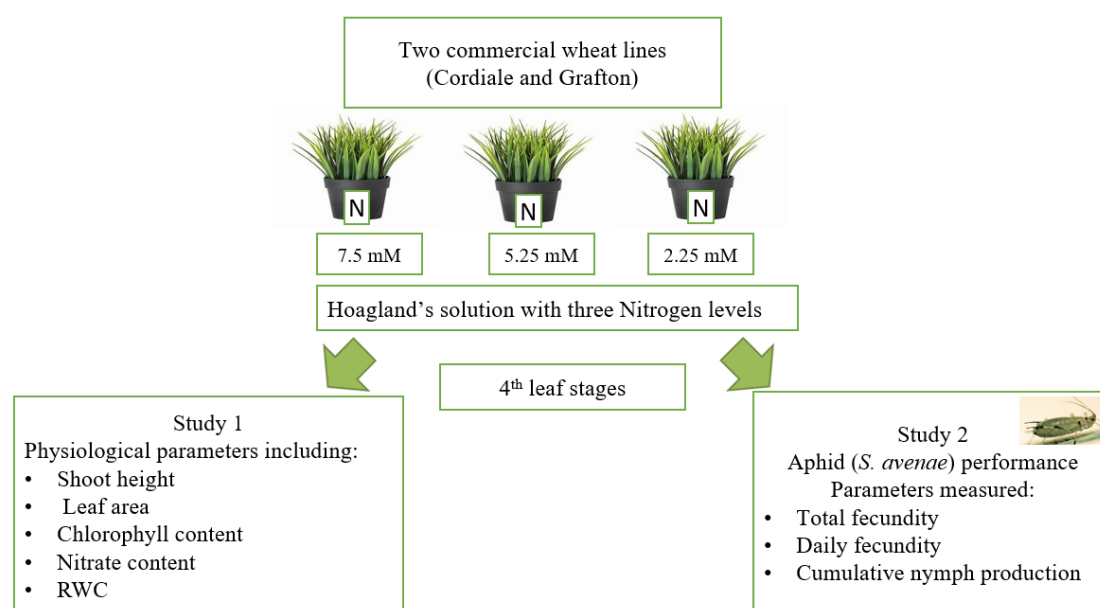 Two commercial wheat lines
(Cordiale and Grafton)
N
N
N
7.5 mM
5.25 mM
2.25 mM
Hoagland’s solution with three Nitrogen levels
4th leaf stages
Study 1
Physiological parameters including:
• Shoot height
• Leaf area
• Chlorophyll content
• Nitrate content
• RWC
Study 2
Aphid (S. avenae) performance
Parameters measured:
• Total fecundity
• Daily fecundity
• Cumulative nymph production